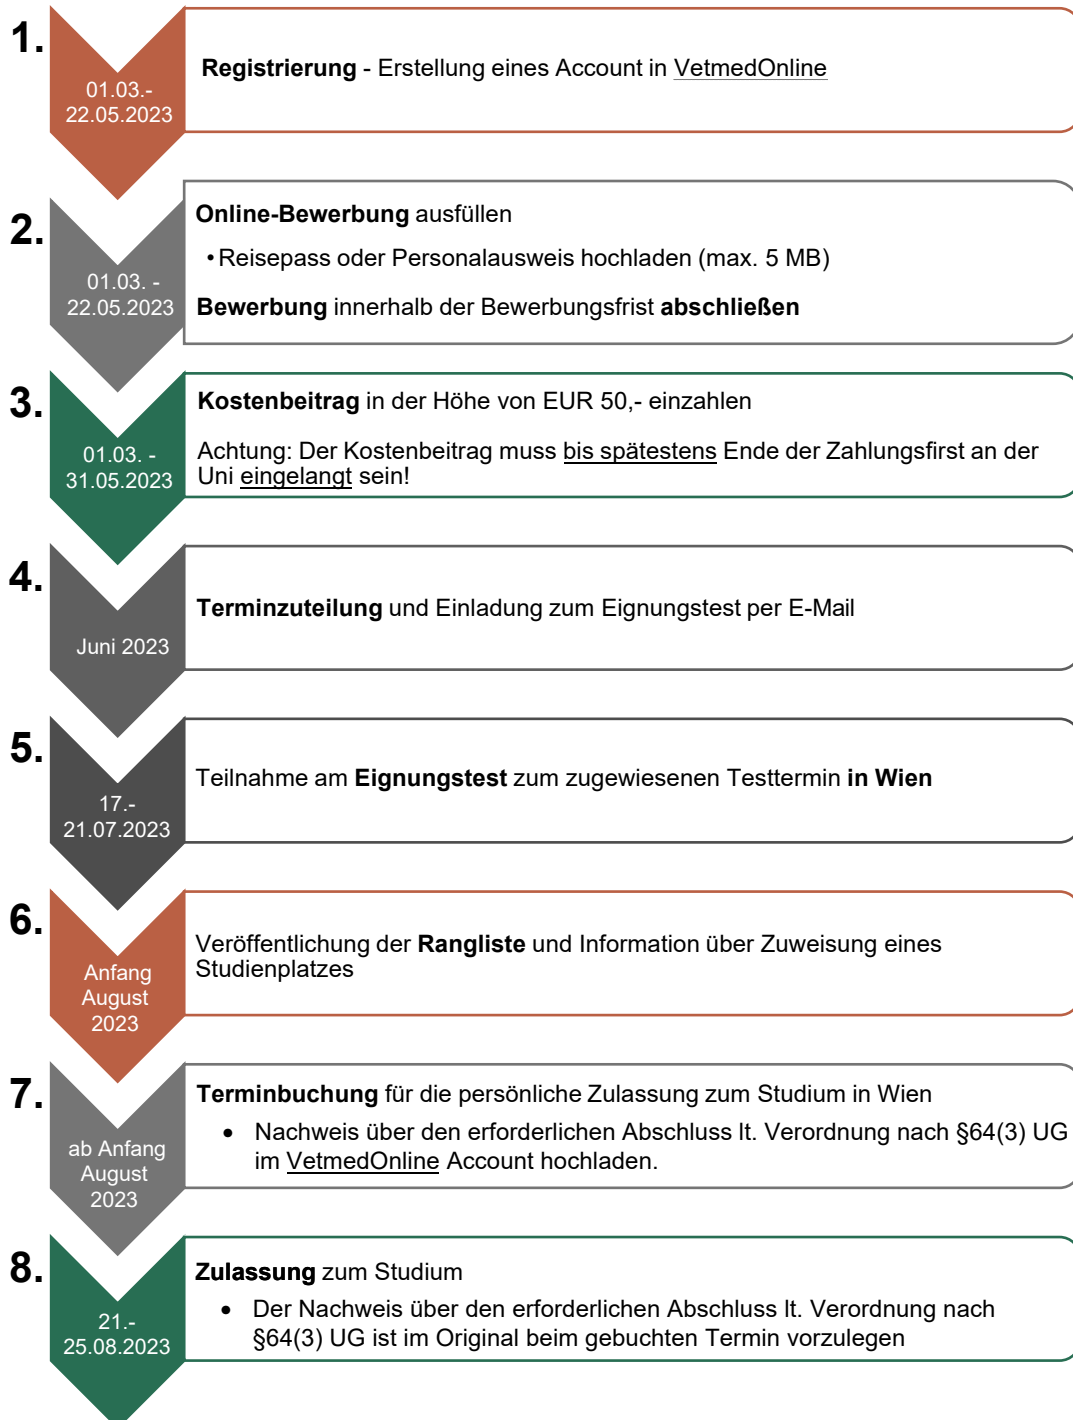 1.
01.03.-
22.05.2023
Registrierung - Erstellung eines Account in VetmedOnline
2.
01.03. -
22.05.2023
Online-Bewerbung ausfüllen
• Reisepass oder Personalausweis hochladen (max. 5 MB)
Bewerbung innerhalb der Bewerbungsfrist abschließen
3.
01.03. -
31.05.2023
Kostenbeitrag in der Höhe von EUR 50,- einzahlen
Achtung: Der Kostenbeitrag muss bis spätestens Ende der Zahlungsfirst an der
Uni eingelangt sein!
4.
Juni 2023
Terminzuteilung und Einladung zum Eignungstest per E-Mail
5.
17.-
21.07.2023
Teilnahme am Eignungstest zum zugewiesenen Testtermin in Wien
6.
Anfang
August
2023
Veröffentlichung der Rangliste und Information über Zuweisung eines
Studienplatzes
7.
ab Anfang
August
2023
Terminbuchung für die persönliche Zulassung zum Studium in Wien
• Nachweis über den erforderlichen Abschluss lt. Verordnung nach §64(3) UG
im VetmedOnline Account hochladen.
8.
21.-
25.08.2023
Zulassung zum Studium
• Der Nachweis über den erforderlichen Abschluss lt. Verordnung nach
§64(3) UG ist im Original beim gebuchten Termin vorzulegen